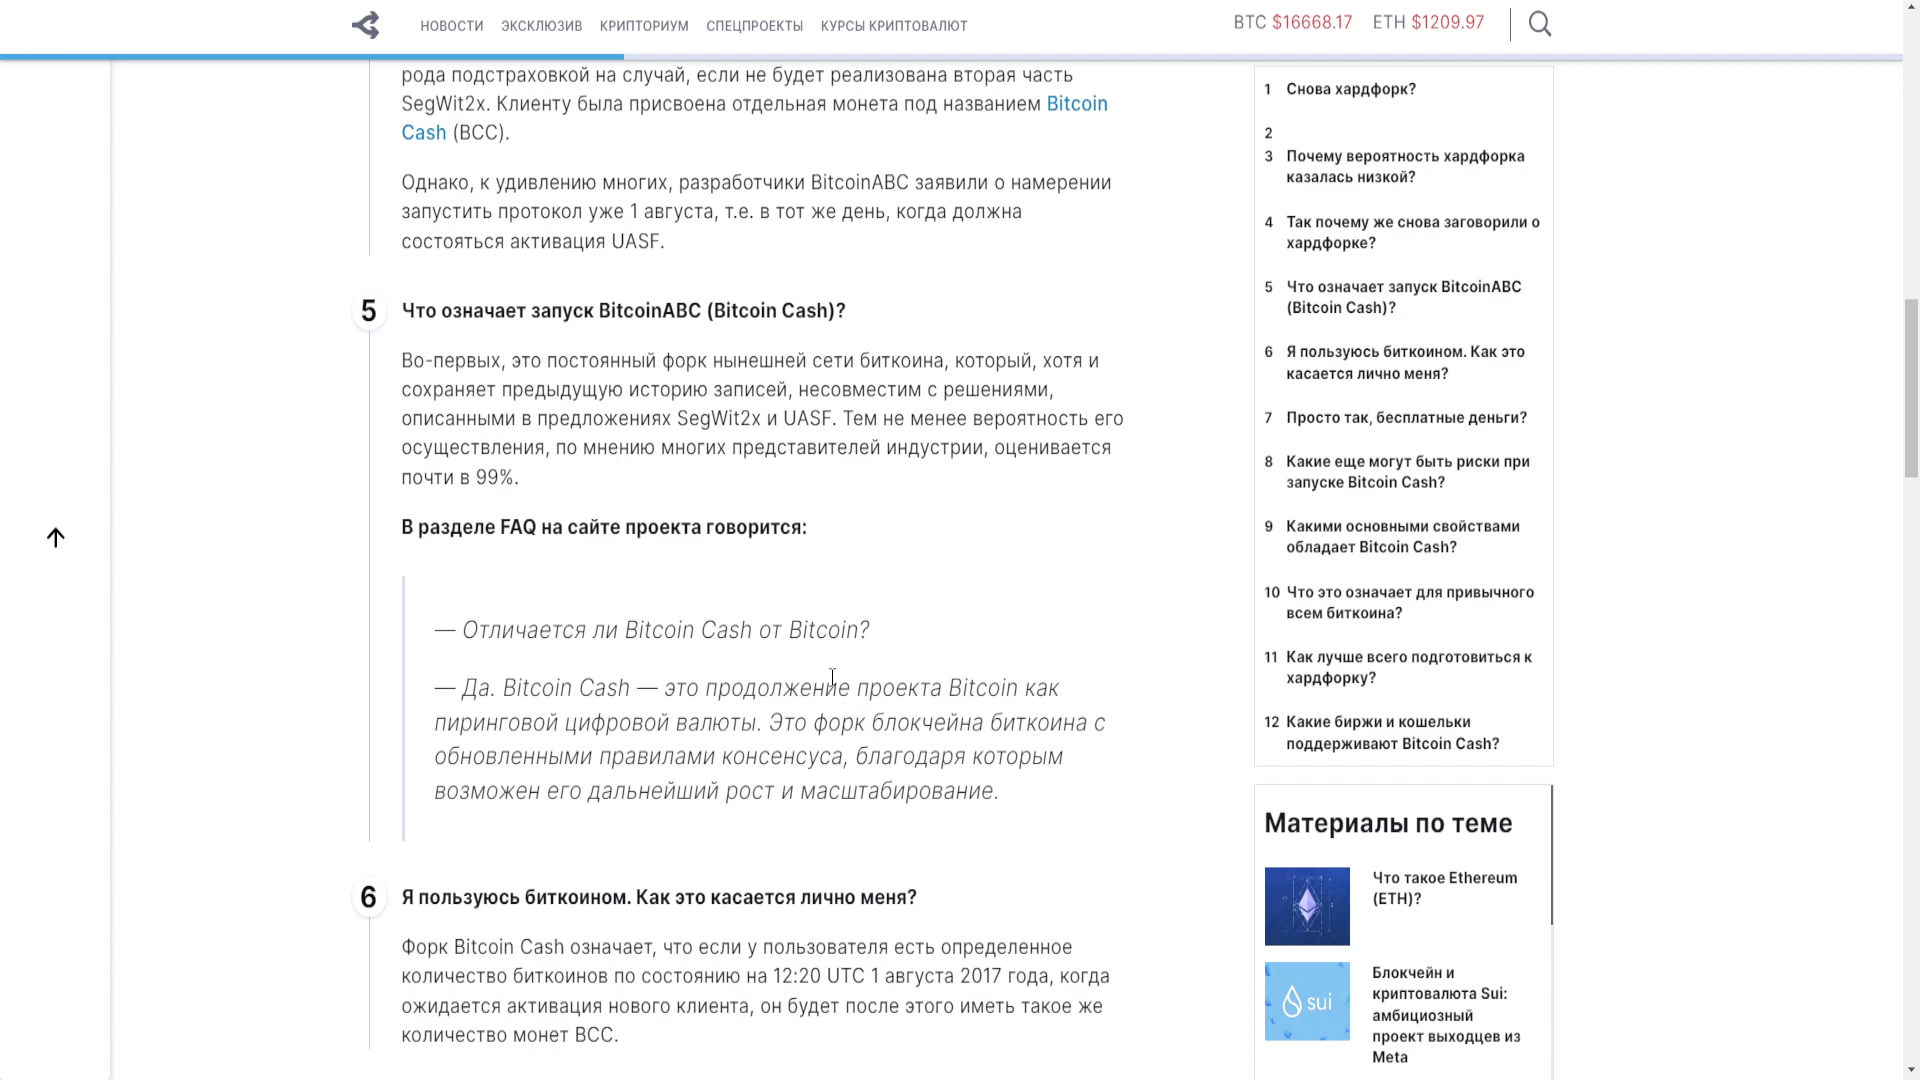 НОВОСТИ ЭКСКЛЮЗИВ КРИПТОРИУМ СПЕЦПРОЕКТЫ КУРСЫ КРИПТОВАЛЮТ
BTC $16668.17 ETH $1209.97
рода подстраховкой на случай, если не будет реализована вторая часть
SegWit2x. Клиенту была присвоена отдельная монета под названием Bitcoin
Cash (BCC).
Однако, к удивлению многих, разработчики BitcoinABC заявили о намерении
запустить протокол уже 1 августа, т.е. в тот же день, когда должна
состояться активация UASF.
5 Что означает запуск BitcoinABC (Bitcoin Cash)?
Во-первых, это постоянный форк нынешней сети биткоина, который, хотя и
сохраняет предыдущую историю записей, несовместим с решениями,
описанными в предложениях SegWit2x и UASF. Тем не менее вероятность его
осуществления, по мнению многих представителей индустрии, оценивается
почти в 99%.
В разделе FAQ на сайте проекта говорится:
— Отличается ли Bitcoin Cash от Bitcoin?
— Да. Bitcoin Cash — это продолжение проекта Bitcoin как
пиринговой цифровой валюты. Это форк блокчейна биткоина с
обновленными правилами консенсуса, благодаря которым
возможен его дальнейший рост и масштабирование.
6 Я пользуюсь биткоином. Как это касается лично меня?
Форк Bitcoin Cash означает, что если у пользователя есть определенное
количество биткоинов по состоянию на 12:20 UTC 1 августа 2017 года, когда
ожидается активация нового клиента, он будет после этого иметь такое же
количество монет BCC.
1 Снова хардфорк?
2
3 Почему вероятность хардфорка
казалась низкой?
4 Так почему же снова заговорили о
хардфорке?
5 Что означает запуск BitcoinABC
(Bitcoin Cash)?
6 Я пользуюсь биткоином. Как это
касается лично меня?
7 Просто так, бесплатные деньги?
8 Какие еще могут быть риски при
запуске Bitcoin Cash?
9 Какими основными свойствами
обладает Bitcoin Cash?
10 Что это означает для привычного
всем биткоина?
11 Как лучше всего подготовиться к
хардфорку?
12 Какие биржи и кошельки
поддерживают Bitcoin Cash?
Материалы по теме
Что такое Ethereum
(ETH)?
sui
Блокчейн и
криптовалюта Sui:
амбициозный
проект выходцев из
Meta